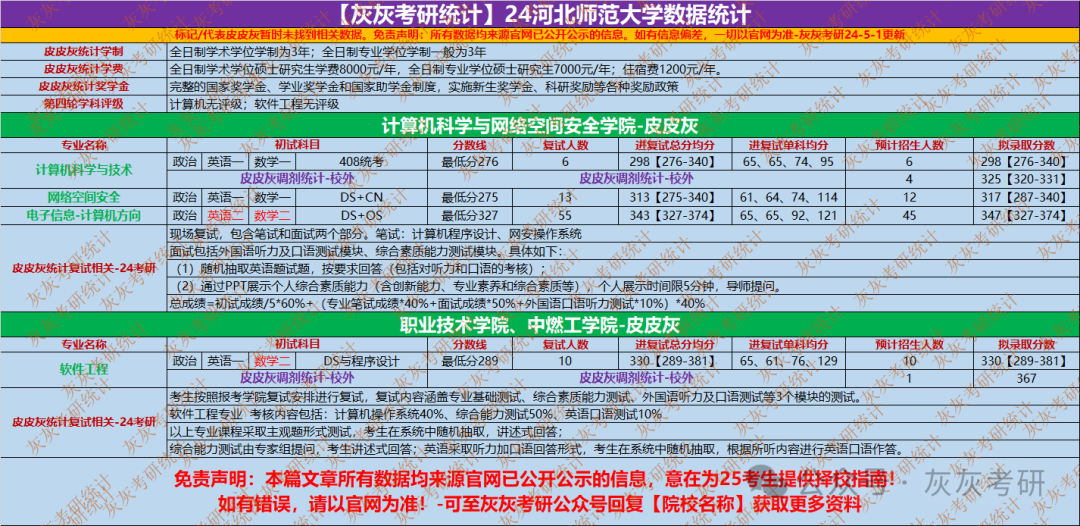 【灰灰考研统计】24河北师范大学数据统计
标记/代表皮皮灰暂时未找到相关数据。免责声明：所有数据均来源官网已公开公示的信息。如有信息偏差，一切以官网为准-灰灰考研24-5-1更新
皮皮灰统计学制 全日制学术学位学制为3年；全日制专业学位学制一般为3年
皮皮灰统计学费 全日制学术学位硕士研究生学费8000元/年，全日制专业学位硕士研究生7000元/年；住宿费1200元/年。
皮皮灰统计奖学金 完整的国家奖学金、学业奖学金和国家助学金制度，实施新生奖学金、科研奖励等各种奖励政策
第四轮学科评级 计算机无评级；软件工程无评级
计算机科学与网络空间安全学院-皮皮灰
专业名称 初试科目 分数线 复试人数 进复试总分均分 进复试单科均分 预计招生人数 拟录取分数
计算机科学与技术 政治 英语一 数学一 408统考 最低分276 6 298【276-340】 65、65、74、95 6 298【276-340】
皮皮灰调剂统计-校外 皮皮灰调剂统计-校外 4 325【320-331】
网络空间安全 政治 英语一 数学一 DS+CN 最低分275 13 313【275-340】 61、64、74、114 12 317【287-340】
电子信息-计算机方向 政治 英语二 数学二 DS+OS 最低分327 55 343【327-374】 65、65、92、121 45 347【327-374】
皮皮灰统计复试相关-24考研
现场复试，包含笔试和面试两个部分，笔试：计算机程序设计、网安操作系统
面试包括外国语听力及口语测试模块、综合素质能力测试模块。具体如下：
（1）随机抽取英语题试题，按要求回答（包括对听力和口语的考核）；
（2）通过PPT展示个人综合素质能力（含创新能力、专业素养和综合素质等），个人展示时间限5分钟，导师提问。
总成绩=初试成绩/5*60%+（专业笔试成绩*40%+面试成绩*50%+外国语口语听力测试*10%）*40%
职业技术学院、中燃工学院-皮皮灰
专业名称 初试科目 分数线 复试人数 进复试总分均分 进复试单科均分 预计招生人数 拟录取分数
软件工程 政治 英语一 数学二 DS与程序设计 最低分289 10 330【289-381】 65、61、76、129 10 330【289-381】
皮皮灰调剂统计-校外 皮皮灰调剂统计-校外 1 367
皮皮灰统计复试相关-24考研
考生按照报考学院复试安排进行复试，复试内容涵盖专业基础测试、综合素质能力测试、外国语听力及口语测试等3个模块的测试。
软件工程专业 考核内容包括：计算机操作系统40%、综合能力测试50%、英语口语测试10%
以上专业课程采取主观题形式测试，考生在系统中随机抽取，讲述式回答；
综合能力测试由专家组提问，考生讲述式回答；英语采取听力加口语回答形式，考生在系统中随机抽取，根据所听内容进行英语口语作答。
免责声明：本篇文章所有数据均来源官网已公开公示的信息，意在为25考生提供择校指南！
如有错误，请以官网为准！-可至灰灰考研公众号回复【院校名称】获取更多资料
公众号·灰灰考研
灰灰考研统计